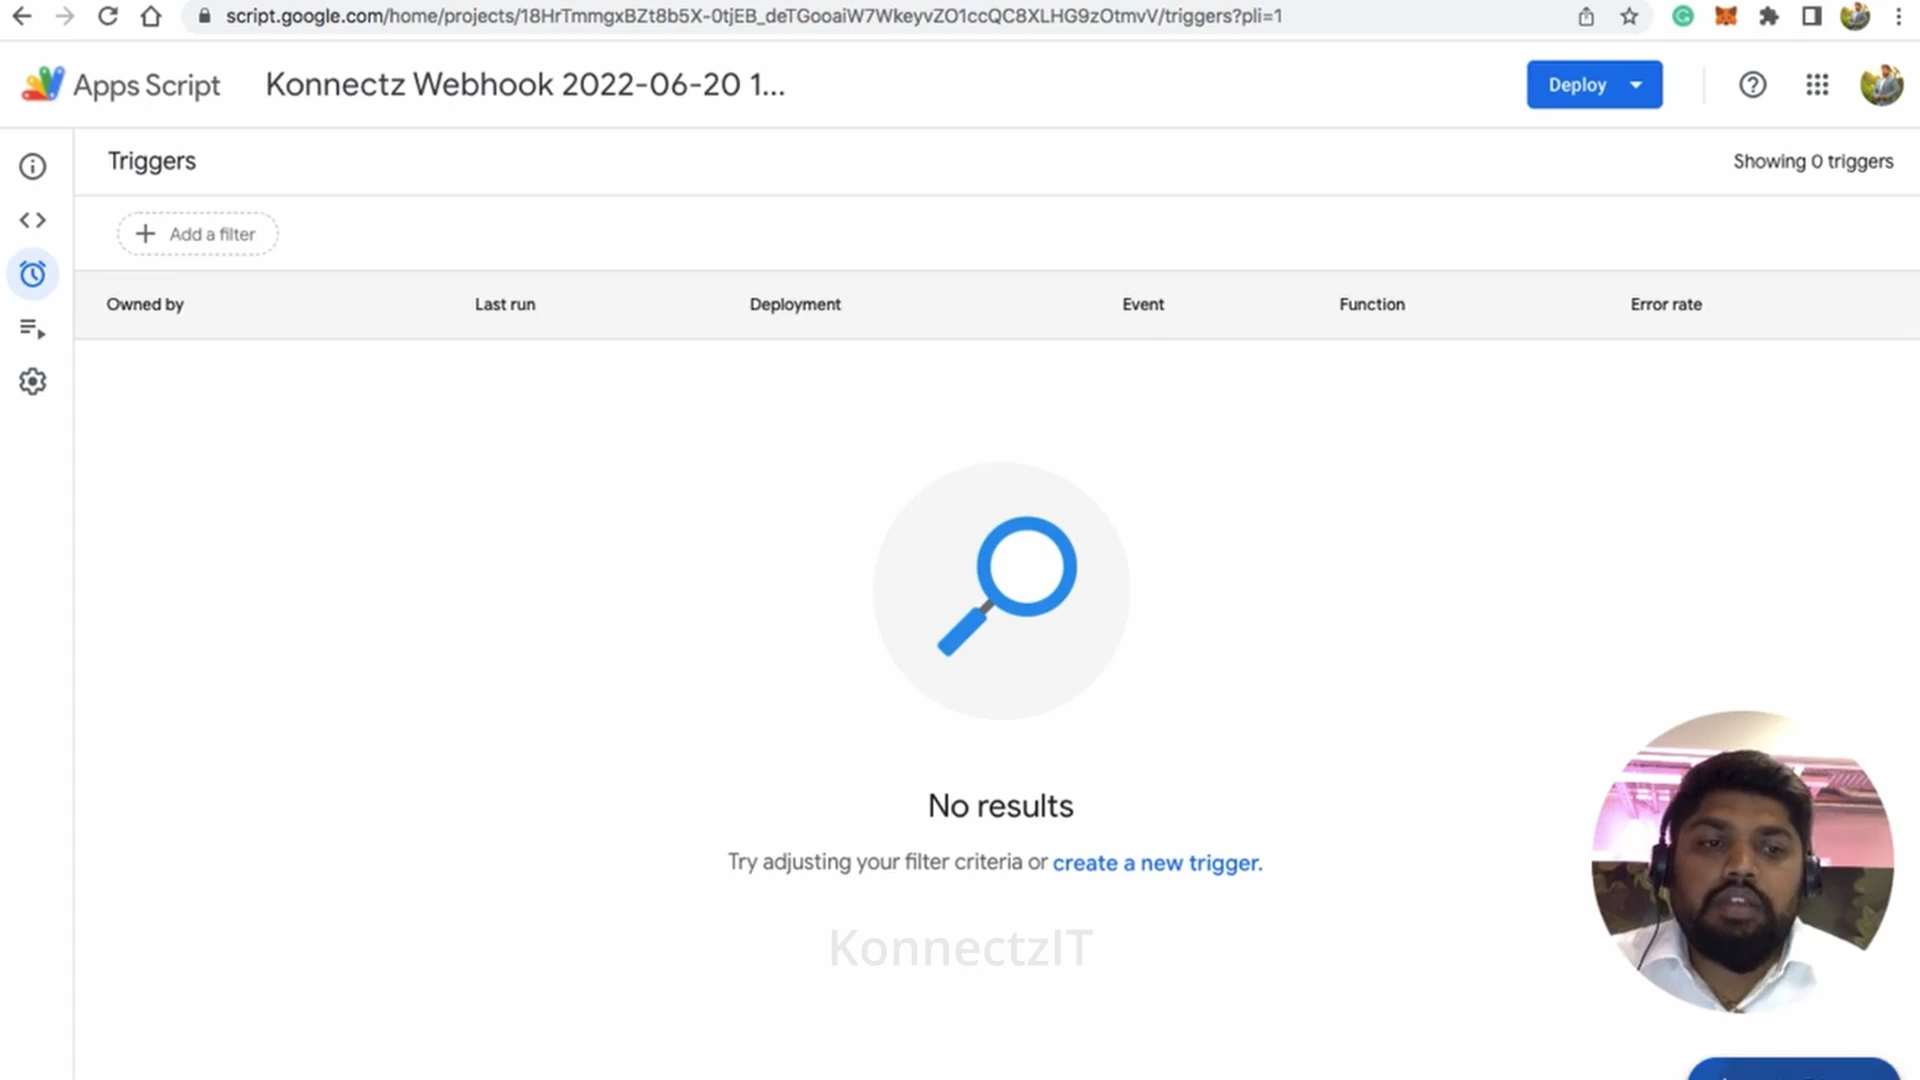 script.google.com/home/projects/18HrTmmgxBZt8b5X-0tjEB_deTGooaiW7WkeyvZO1ccQC8XLHG9zOtmvV/triggers?pli=1
Apps Script
Konnectz Webhook 2022-06-20 1...
Deploy
Triggers
Showing 0 triggers
Add a filter
Owned by
Last run
Deployment
Event
Function
Error rate
No results
Try adjusting your filter criteria or create a new trigger.
KonnectzIT